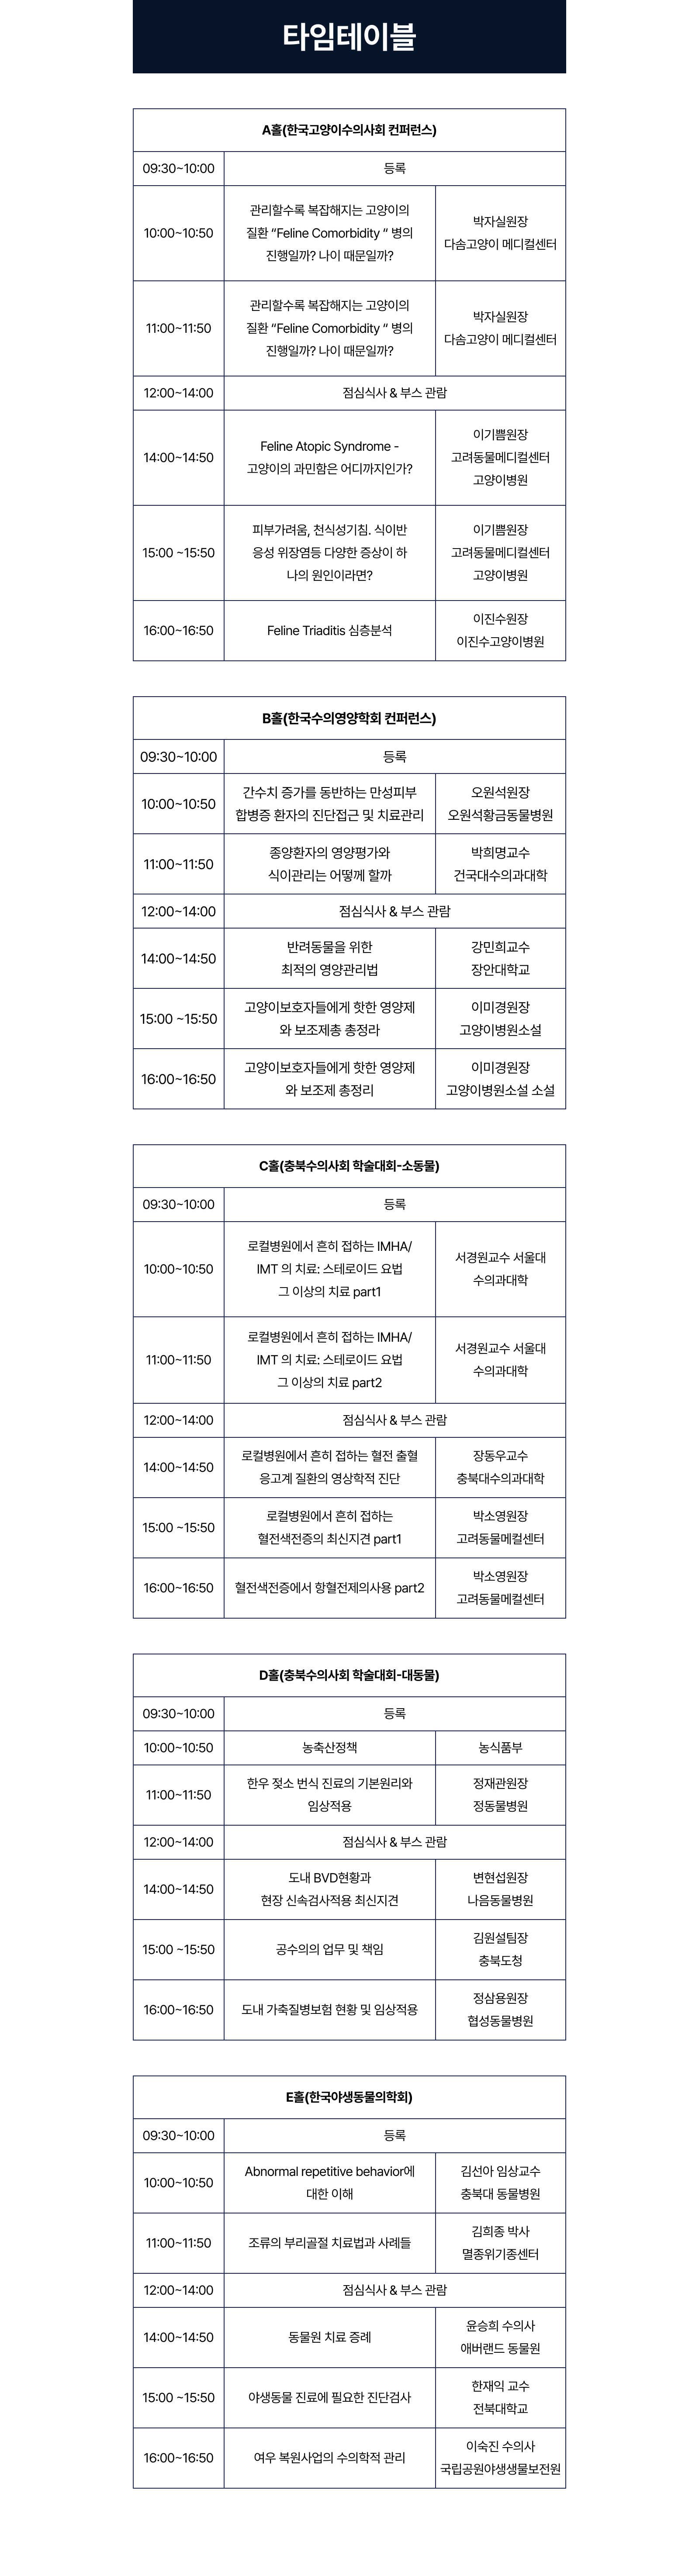 타임테이블
A홀(한국고양이수의사회 컨퍼런스)
09:30~10:00
등록
10:00~10:50
관리할수록 복잡해지는 고양이의
질환 “Feline Comorbidity “ 병의
진행일까? 나이 때문일까?
박자실원장
다솜고양이 메디컬센터
11:00~11:50
관리할수록 복잡해지는 고양이의
질환 “Feline Comorbidity “ 병의
진행일까? 나이 때문일까?
박자실원장
다솜고양이 메디컬센터
12:00~14:00
점심식사 & 부스 관람
14:00~14:50
Feline Atopic Syndrome -
고양이의 과민함은 어디까지인가?
이기쁨원장
고려동물메디컬센터
고양이병원
15:00 ~15:50
피부가려움, 천식성기침. 식이반
응성 위장염등 다양한 증상이 하
나의 원인이라면?
이기쁨원장
고려동물메디컬센터
고양이병원
16:00~16:50
Feline Triaditis 심층분석
이진수원장
이진수고양이병원
B홀(한국수의영양학회 컨퍼런스)
09:30~10:00
등록
10:00~10:50
간수치 증가를 동반하는 만성피부
합병증 환자의 진단접근 및 치료관리
오원석원장
오원석황금동물병원
11:00~11:50
종양환자의 영양평가와
식이관리는 어떻께 할까
박희명교수
건국대수의과대학
12:00~14:00
점심식사 & 부스 관람
14:00~14:50
반려동물을 위한
최적의 영양관리법
강민희교수
장안대학교
15:00 ~15:50
고양이보호자들에게 핫한 영양제
와 보조제총 총정라
이미경원장
고양이병원소설
16:00~16:50
고양이보호자들에게 핫한 영양제
와 보조제 총정리
이미경원장
고양이병원소설 소설
C홀(충북수의사회 학술대회-소동물)
09:30~10:00
등록
10:00~10:50
로컬병원에서 흔히 접하는 IMHA/
IMT 의 치료: 스테로이드 요법
그 이상의 치료 part1
서경원교수 서울대
수의과대학
11:00~11:50
로컬병원에서 흔히 접하는 IMHA/
IMT 의 치료: 스테로이드 요법
그 이상의 치료 part2
서경원교수 서울대
수의과대학
12:00~14:00
점심식사 & 부스 관람
14:00~14:50
로컬병원에서 흔히 접하는 혈전 출혈
응고계 질환의 영상학적 진단
장동우교수
충북대수의과대학
15:00 ~15:50
로컬병원에서 흔히 접하는
혈전색전증의 최신지견 part1
박소영원장
고려동물메컬센터
16:00~16:50
혈전색전증에서 항혈전제의사용 part2
박소영원장
고려동물메컬센터
D홀(충북수의사회 학술대회-대동물)
09:30~10:00
등록
10:00~10:50
농축산정책
농식품부
11:00~11:50
한우 젖소 번식 진료의 기본원리와
임상적용
정재관원장
정동물병원
12:00~14:00
점심식사 & 부스 관람
14:00~14:50
도내 BVD현황과
현장 신속검사적용 최신지견
변현섭원장
나음동물병원
15:00 ~15:50
공수의의 업무 및 책임
김원설팀장
충북도청
16:00~16:50
도내 가축질병보험 현황 및 임상적용
정삼용원장
협성동물병원
E홀(한국야생동물의학회)
09:30~10:00
등록
10:00~10:50
Abnormal repetitive behavior에
대한 이해
김선아 임상교수
충북대 동물병원
11:00~11:50
조류의 부리골절 치료법과 사례들
김희종 박사
멸종위기종센터
12:00~14:00
점심식사 & 부스 관람
14:00~14:50
동물원 치료 증례
윤승희 수의사
애버랜드 동물원
15:00 ~15:50
야생동물 진료에 필요한 진단검사
한재익 교수
전북대학교
16:00~16:50
여우 복원사업의 수의학적 관리
이숙진 수의사
국립공원야생생물보전원